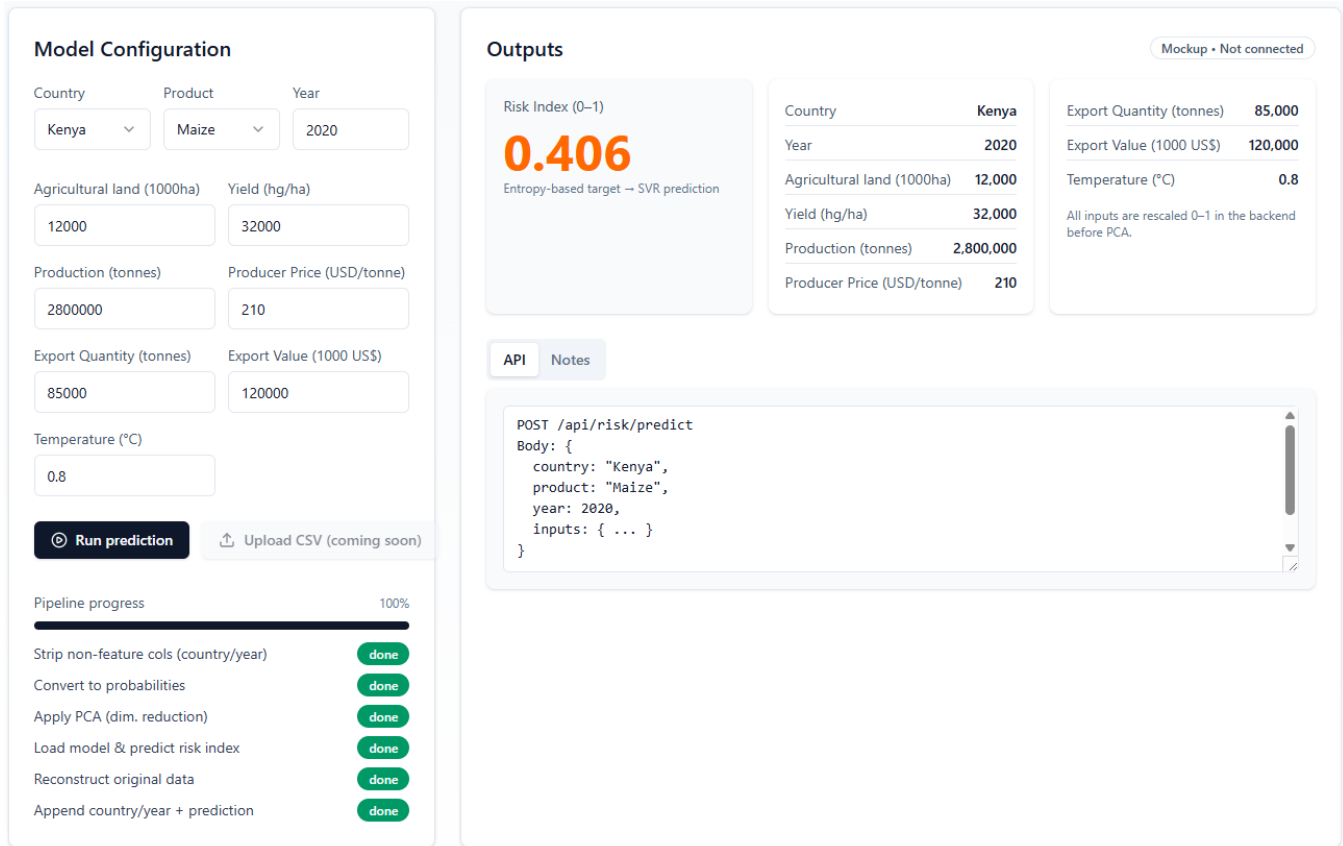 Model Configuration
Country Product Year
Kenya Maize 2020
Agricultural land (1000ha) Yield (hg/ha)
12000 32000
Production (tonnes) Producer Price (USD/tonne)
2800000 210
Export Quantity (tonnes) Export Value (1000 US$)
85000 120000
Temperature (°C)
0.8
Run prediction Upload CSV (coming soon)
Pipeline progress 100%
Strip non-feature cols (country/year) done
Convert to probabilities done
Apply PCA (dim. reduction) done
Load model & predict risk index done
Reconstruct original data done
Append country/year + prediction done
Outputs Mockup • Not connected
Risk Index (0–1)
0.406
Entropy-based target → SVR prediction
Country Kenya
Year 2020
Agricultural land (1000ha) 12,000
Yield (hg/ha) 32,000
Production (tonnes) 2,800,000
Producer Price (USD/tonne) 210
Export Quantity (tonnes) 85,000
Export Value (1000 US$) 120,000
Temperature (°C) 0.8
All inputs are rescaled 0–1 in the backend
before PCA.
API Notes
POST /api/risk/predict
Body: {
  country: "Kenya",
  product: "Maize",
  year: 2020,
  inputs: { ... }
}